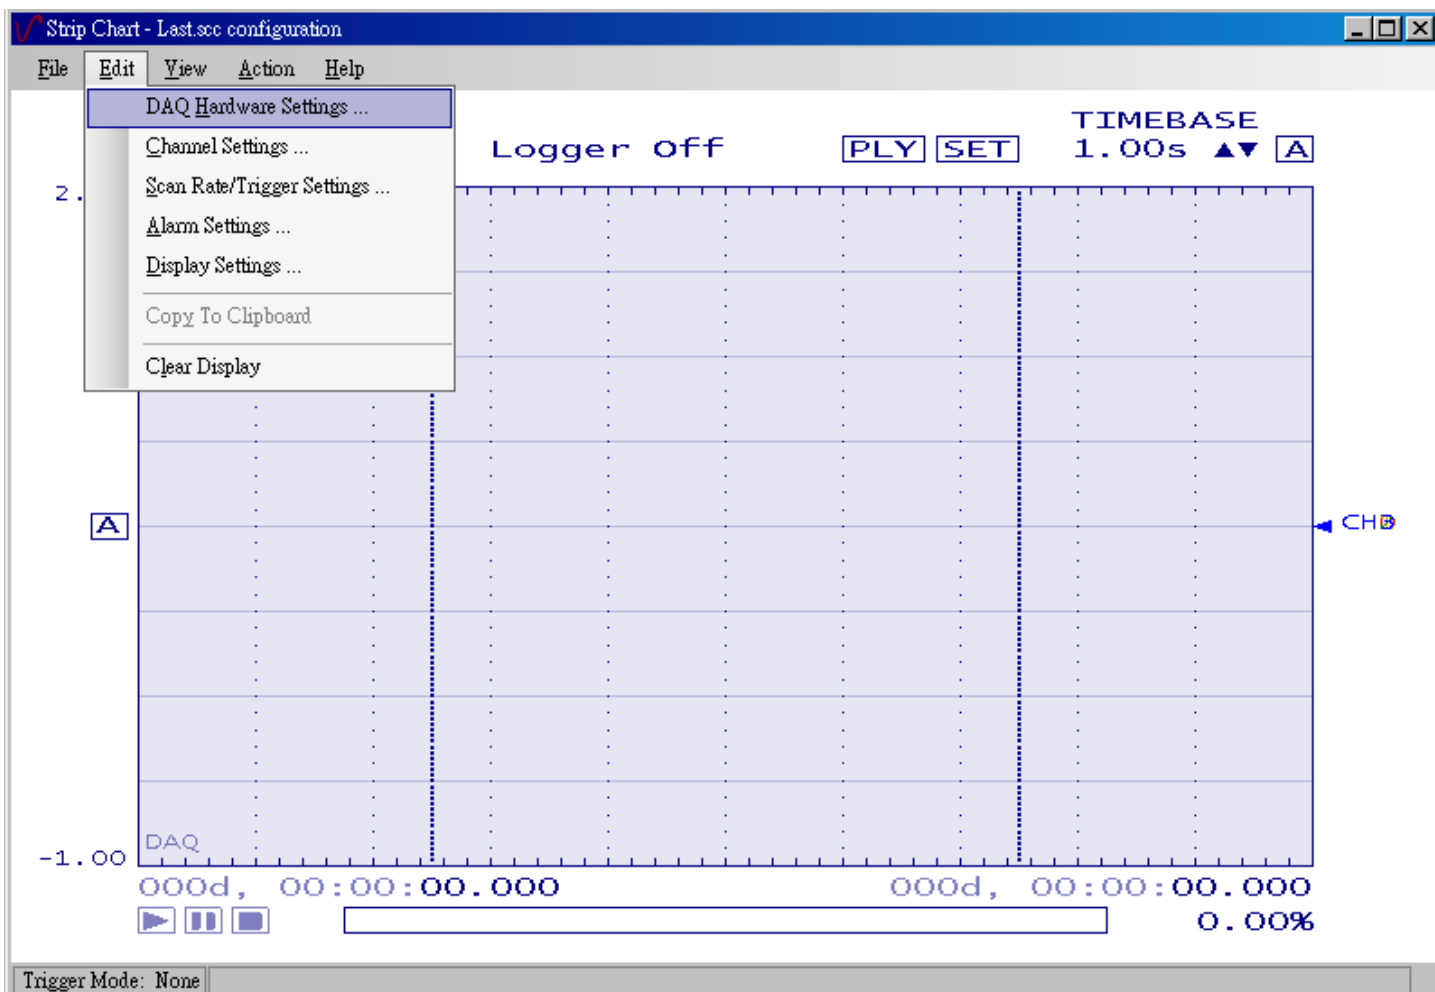 Strip Chart - Last.scc configuration
File Edit View Action Help
DAQ Hardware Settings ...
Channel Settings ...
Scan Rate/Trigger Settings ...
Alarm Settings ...
Display Settings ...
Copy To Clipboard
Clear Display
Logger Off PLY SET
TIMEBASE
1.00s ▲▼ A
2.
A
-1.00
DAQ
000d, 00:00:00.000 000d, 00:00:00.000
0.00%
Trigger Mode: None